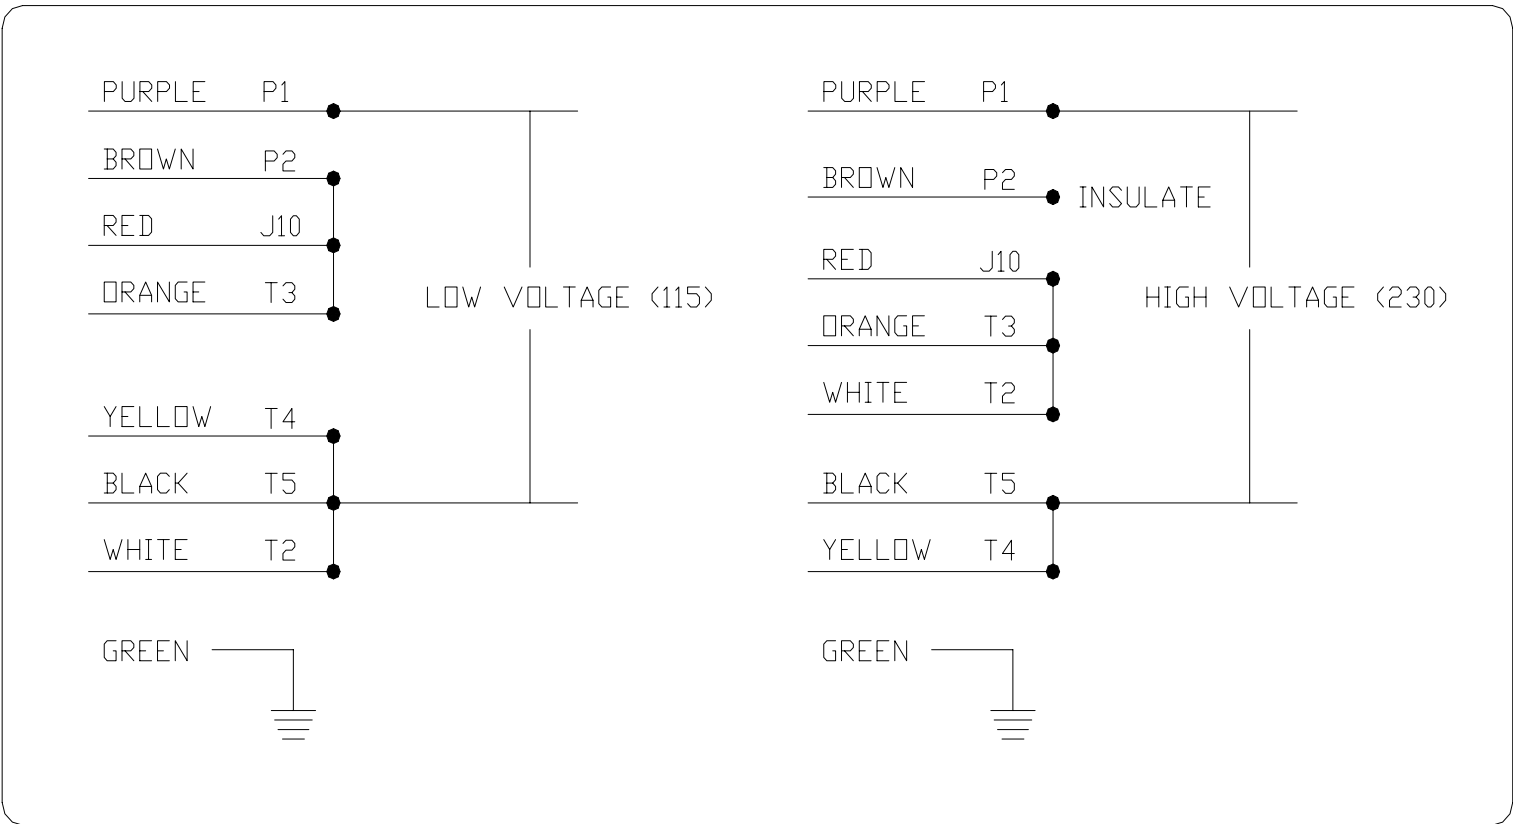 PURPLE P1
BROWN P2
RED J10
ORANGE T3
LOW VOLTAGE (115)
YELLOW T4
BLACK T5
WHITE T2
GREEN
PURPLE P1
BROWN P2
INSULATE
RED J10
ORANGE T3
HIGH VOLTAGE (230)
WHITE T2
BLACK T5
YELLOW T4
GREEN